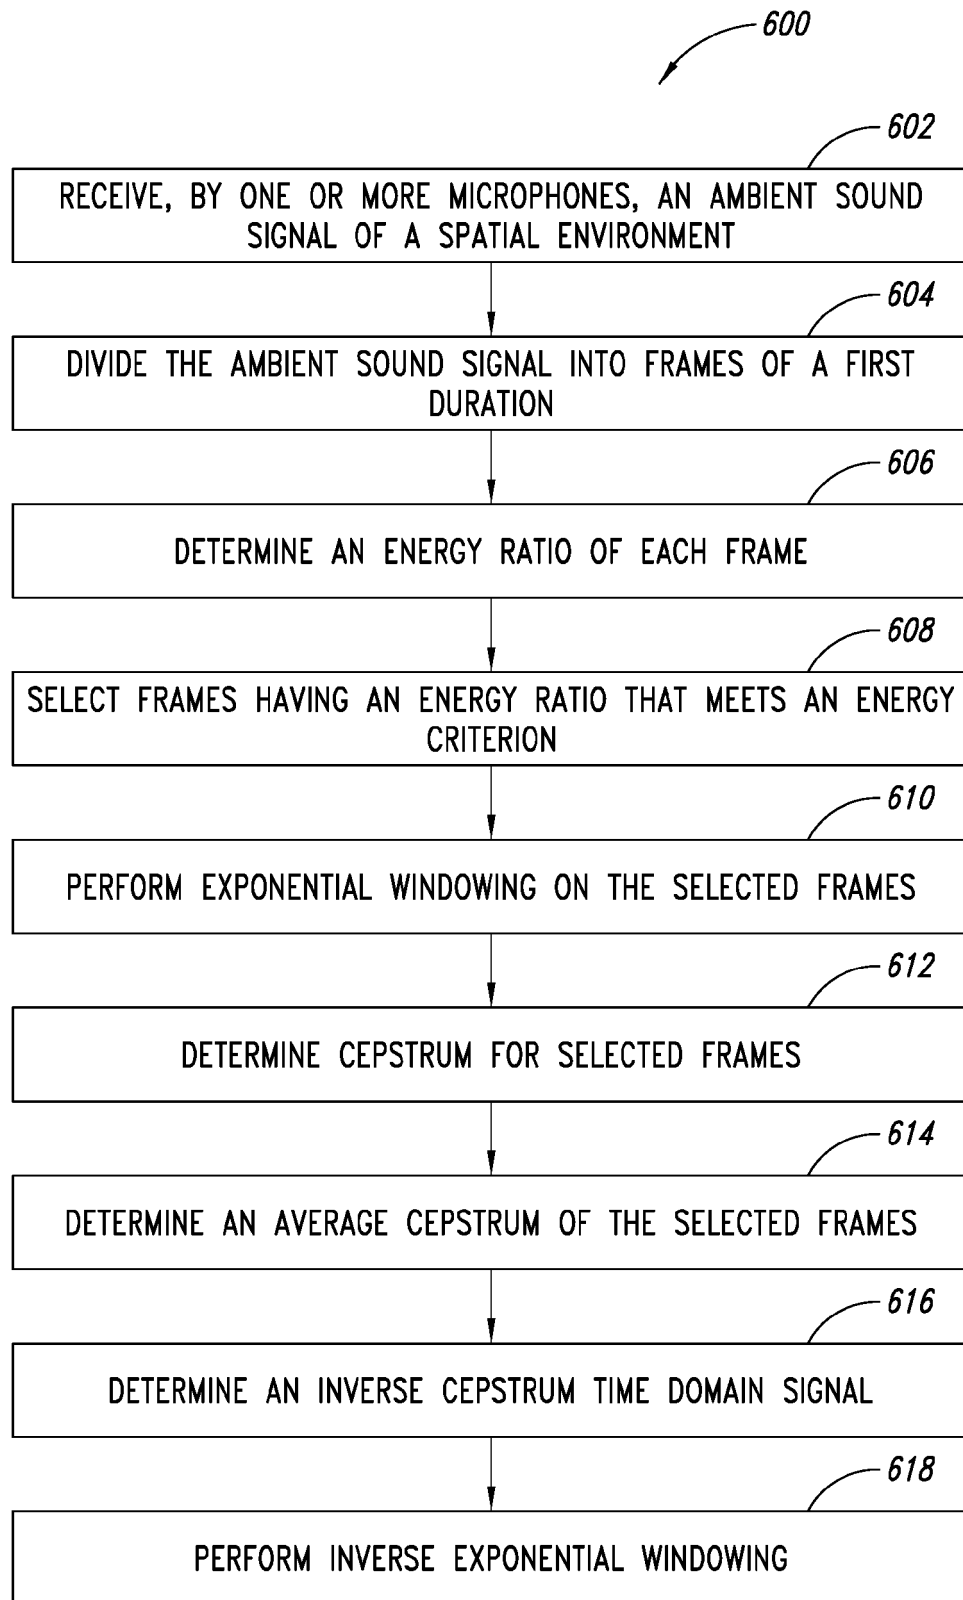 600
602
RECEIVE, BY ONE OR MORE MICROPHONES, AN AMBIENT SOUND
SIGNAL OF A SPATIAL ENVIRONMENT
604
DIVIDE THE AMBIENT SOUND SIGNAL INTO FRAMES OF A FIRST
DURATION
606
DETERMINE AN ENERGY RATIO OF EACH FRAME
608
SELECT FRAMES HAVING AN ENERGY RATIO THAT MEETS AN ENERGY
CRITERION
610
PERFORM EXPONENTIAL WINDOWING ON THE SELECTED FRAMES
612
DETERMINE CEPSTRUM FOR SELECTED FRAMES
614
DETERMINE AN AVERAGE CEPSTRUM OF THE SELECTED FRAMES
616
DETERMINE AN INVERSE CEPSTRUM TIME DOMAIN SIGNAL
618
PERFORM INVERSE EXPONENTIAL WINDOWING